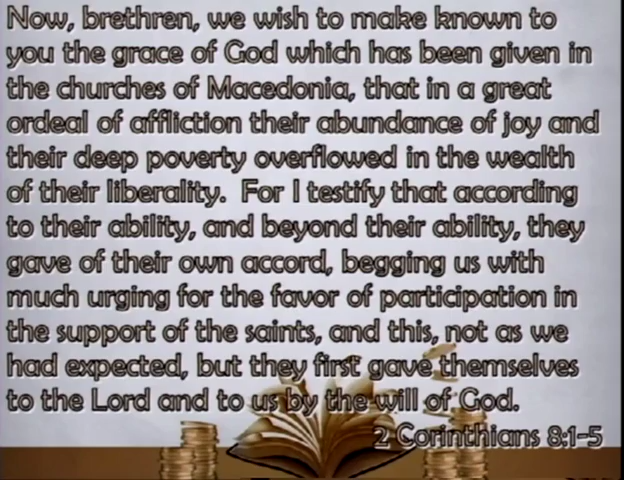 Now, brethren, we wish to make known to
you the grace of God which has been given in
the churches of Macedonia, that in a great
ordeal of affliction their abundance of joy and
their deep poverty overflowed in the wealth
of their liberality. For I testify that according
to their ability, and beyond their ability, they
gave of their own accord, begging us with
much urging for the favor of participation in
the support of the saints, and this, not as we
had expected, but they first gave themselves
to the Lord and to us by the will of God.
2 Corinthians 8:1-5